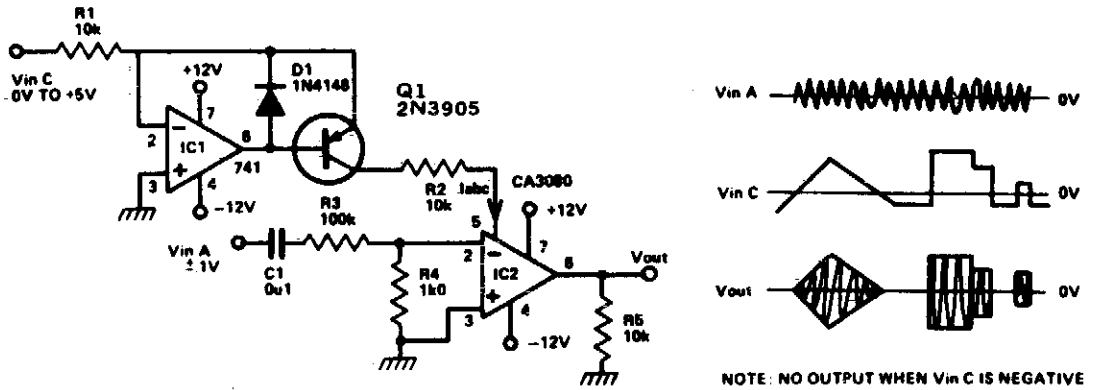 R1
10k
Vin C
0V TO +5V
+12V
D1
1N4148
Q1
2N3905
7
2
6
IC1
741
3
4
−12V
R2
10k
Iabc
CA3080
+12V
R3
100k
Vin A
± 1V
C1
0u1
R4
1k0
5
2
7
IC2
6
3
4
−12V
Vout
R5
10k
Vin A
0V
Vin C
0V
Vout
0V
NOTE: NO OUTPUT WHEN Vin C IS NEGATIVE